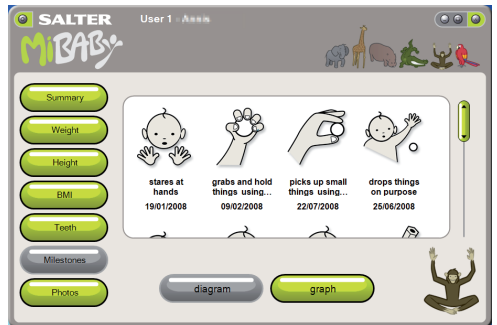 SALTER
User 1 - Annis
MiBABy
Summary
Weight
Height
BMI
Teeth
Milestones
Photos
stares at
hands
19/01/2008
grabs and hold
things using...
09/02/2008
picks up small
things using...
22/07/2008
drops things
on purpose
25/06/2008
diagram
graph